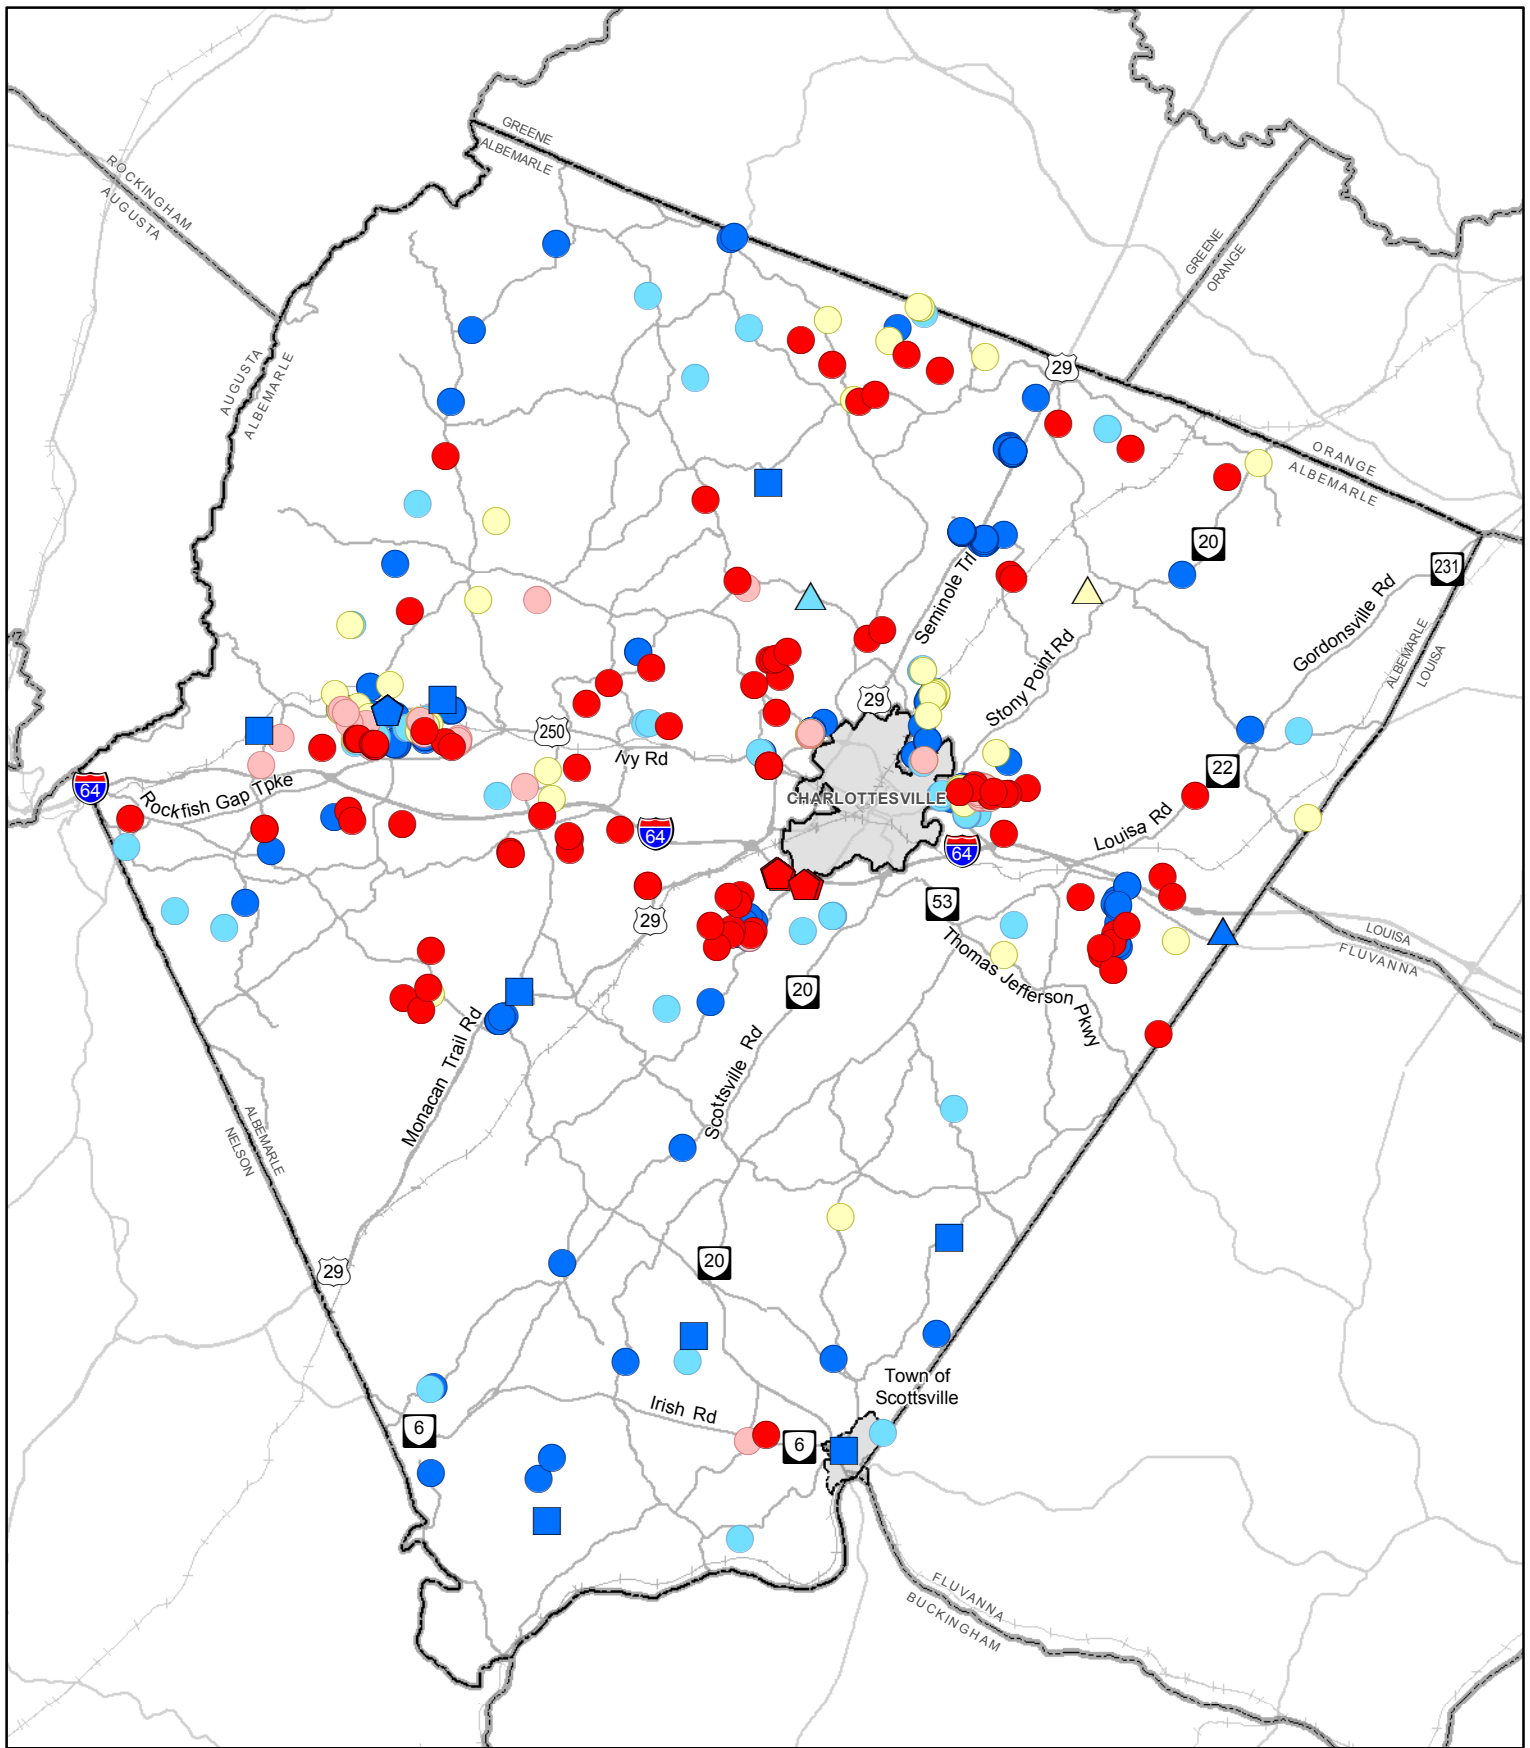 GREENE
ALBEMARLE
ROCKINGHAM
AUGUSTA
GREENE
ORANGE
29
AUGUSTA
ALBEMARLE
ORANGE
ALBEMARLE
20
231
Seminole Trl
Gordonsville Rd
Stony Point Rd
ALBEMARLE
LOUISA
29
250
Ivy Rd
22
64
Rockfish Gap Tpke
CHARLOTTESVILLE
64
Louisa Rd
64
53
29
LOUISA
FLUVANNA
Thomas Jefferson Pkwy
20
Monacan Trail Rd
Scottsville Rd
ALBEMARLE
NELSON
20
29
Town of
Scottsville
Irish Rd
6
6
FLUVANNA
BUCKINGHAM